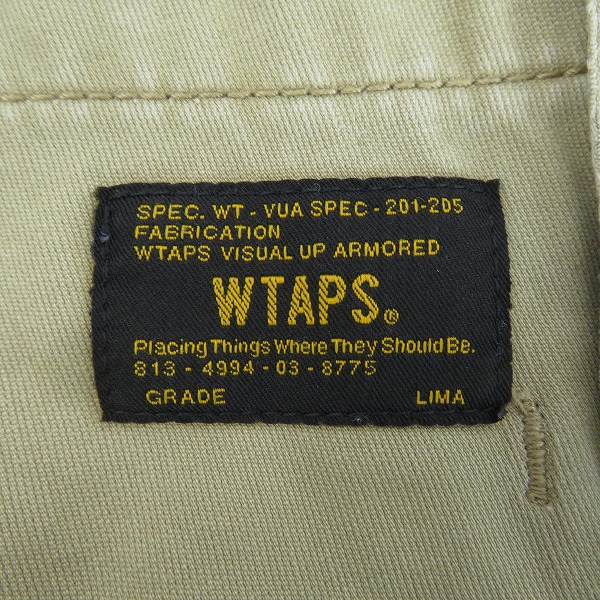 SPEC. WT - VUA SPEC - 201-205
FABRICATION
WTAPS VISUAL UP ARMORED
WTAPS®
Placing Things Where They Should Be.
813 - 4994 - 03 - 8775
GRADE LIMA